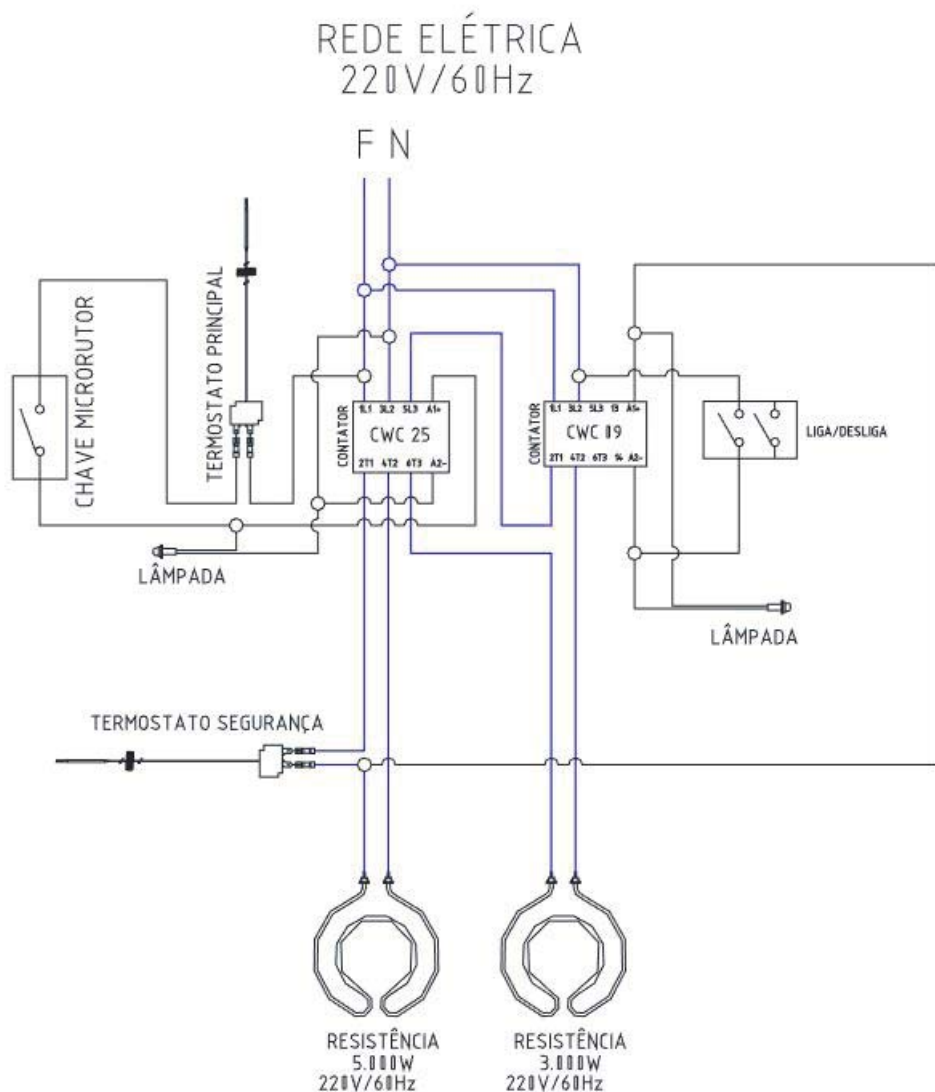 REDE ELÉTRICA
220V/60Hz
F N
TERMOSTATO PRINCIPAL
CHAVE MICRORUTOR
CONTATOR
1L1 3L2 5L3 A1+
CWC 25
2T1 4T2 6T3 A2-
CONTATOR
1L1 3L2 5L3 13 A1+
CWC 09
2T1 4T2 6T3 14 A2-
LIGA/DESLIGA
LÂMPADA
LÂMPADA
TERMOSTATO SEGURANÇA
RESISTÊNCIA
5.000W
220V/60Hz
RESISTÊNCIA
3.000W
220V/60Hz